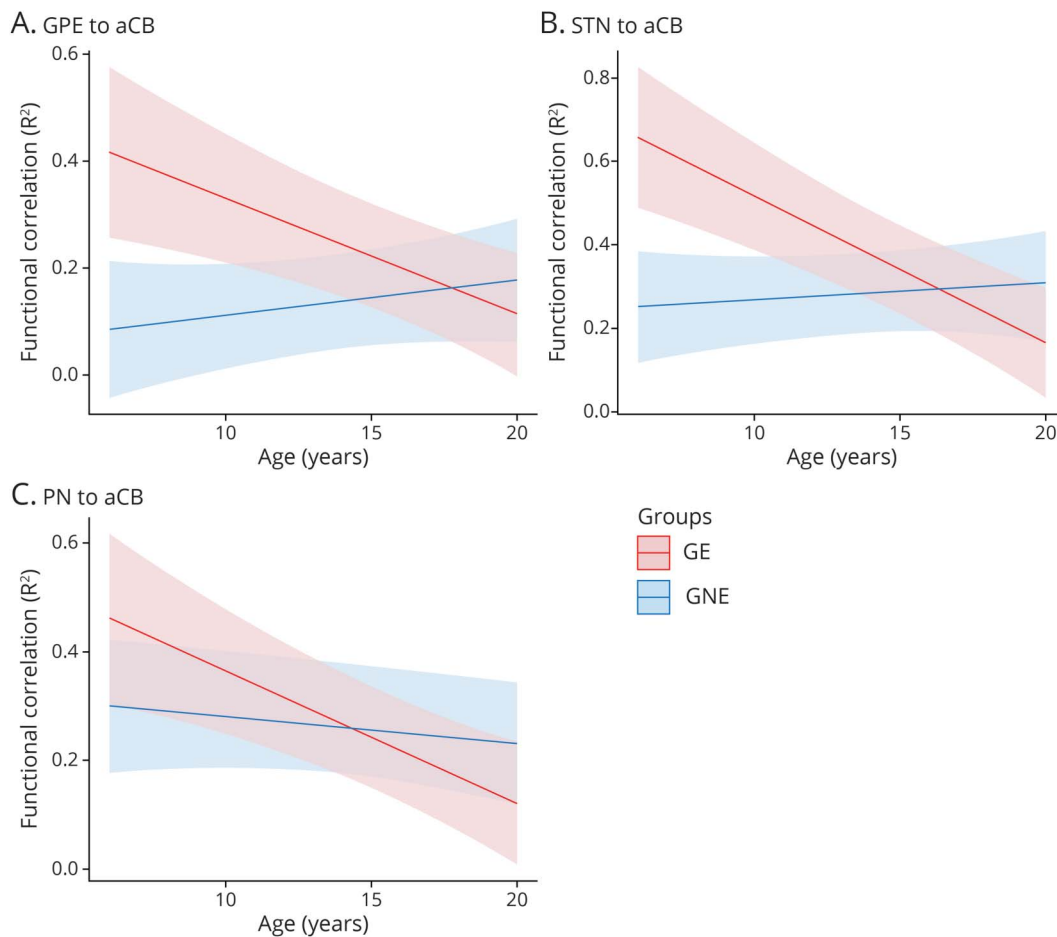 A. GPE to aCB
Functional correlation (R²)
0.6
0.4
0.2
0.0
10
15
20
Age (years)
B. STN to aCB
Functional correlation (R²)
0.8
0.6
0.4
0.2
0.0
10
15
20
Age (years)
C. PN to aCB
Functional correlation (R²)
0.6
0.4
0.2
0.0
10
15
20
Age (years)
Groups
GE
GNE